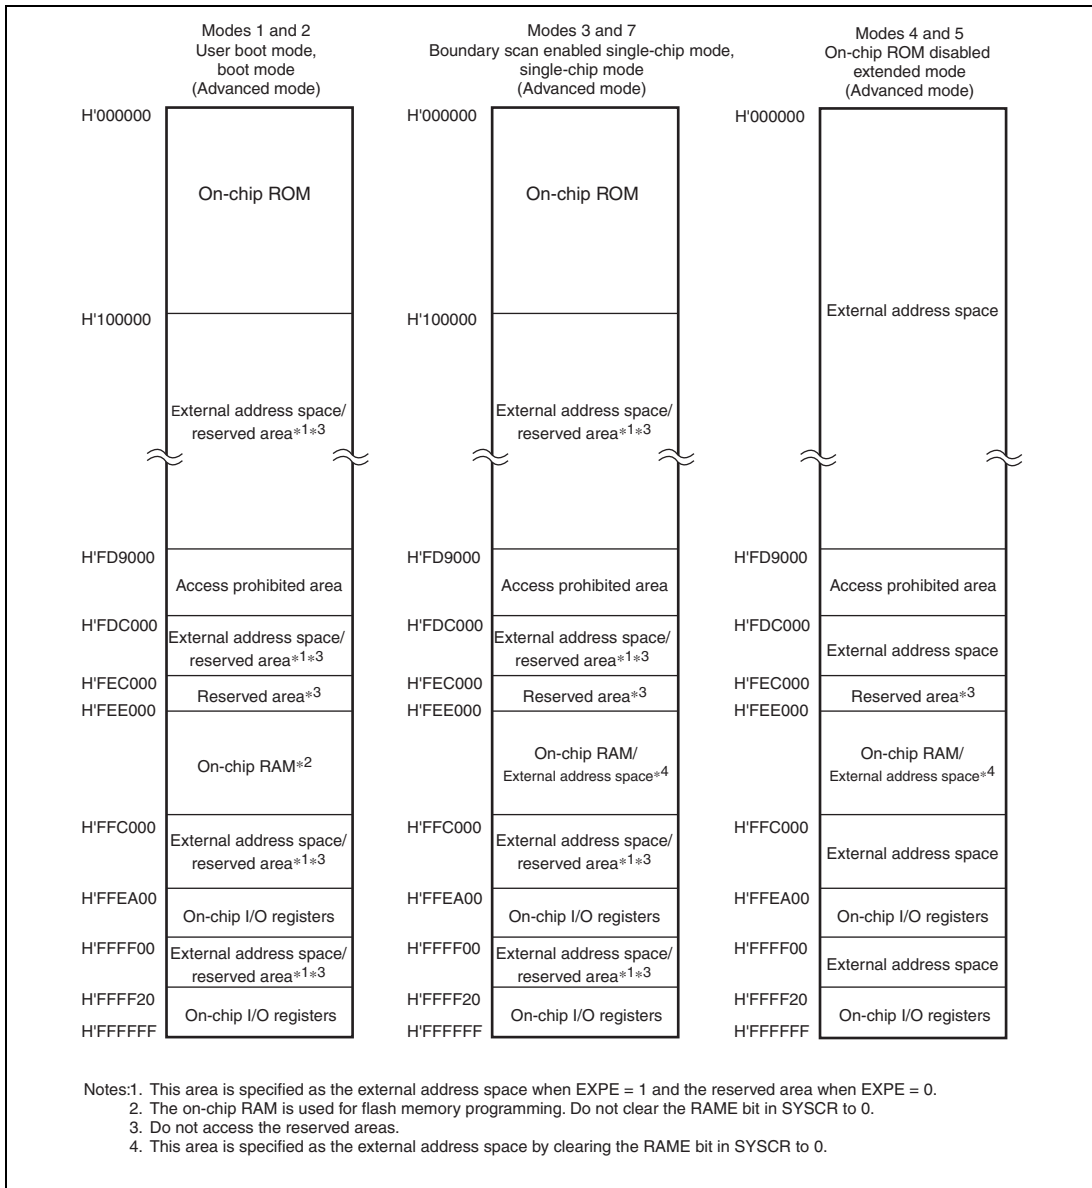 Modes 1 and 2
User boot mode,
boot mode
(Advanced mode)
H'000000
On-chip ROM
H'100000
External address space/
reserved area*1*3
H'FD9000
Access prohibited area
H'FDC000
External address space/
reserved area*1*3
H'FEC000
Reserved area*3
H'FEE000
On-chip RAM*2
H'FFC000
External address space/
reserved area*1*3
H'FFEA00
On-chip I/O registers
H'FFFF00
External address space/
reserved area*1*3
H'FFFF20
On-chip I/O registers
H'FFFFFF
Modes 3 and 7
Boundary scan enabled single-chip mode,
single-chip mode
(Advanced mode)
H'000000
On-chip ROM
H'100000
External address space/
reserved area*1*3
H'FD9000
Access prohibited area
H'FDC000
External address space/
reserved area*1*3
H'FEC000
Reserved area*3
H'FEE000
On-chip RAM/
External address space*4
H'FFC000
External address space/
reserved area*1*3
H'FFEA00
On-chip I/O registers
H'FFFF00
External address space/
reserved area*1*3
H'FFFF20
On-chip I/O registers
H'FFFFFF
Modes 4 and 5
On-chip ROM disabled
extended mode
(Advanced mode)
H'000000
External address space
H'FD9000
Access prohibited area
H'FDC000
External address space
H'FEC000
Reserved area*3
H'FEE000
On-chip RAM/
External address space*4
H'FFC000
External address space
H'FFEA00
On-chip I/O registers
H'FFFF00
External address space
H'FFFF20
On-chip I/O registers
H'FFFFFF
Notes:1. This area is specified as the external address space when EXPE = 1 and the reserved area when EXPE = 0.
2. The on-chip RAM is used for flash memory programming. Do not clear the RAME bit in SYSCR to 0.
3. Do not access the reserved areas.
4. This area is specified as the external address space by clearing the RAME bit in SYSCR to 0.